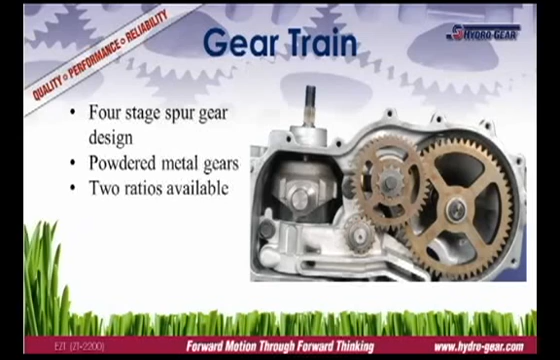 QUALITY • PERFORMANCE • RELIABILITY
Gear Train
HYDRO-GEAR
• Four stage spur gear
design
• Powdered metal gears
• Two ratios available
EZT (ZT-2200)
Forward Motion Through Forward Thinking
www.hydro-gear.com